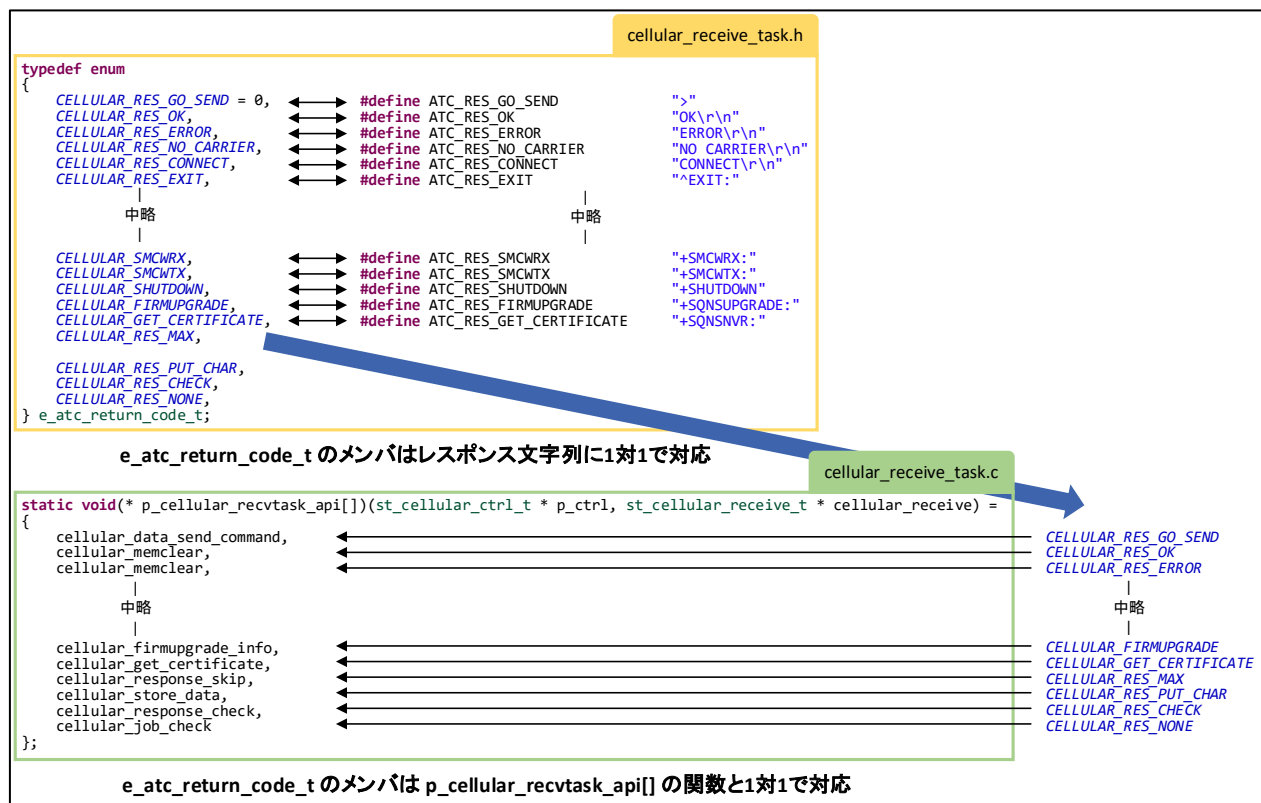 cellular_receive_task.h
typedef enum
{
CELLULAR_RES_GO_SEND = 0, #define ATC_RES_GO_SEND ">"
CELLULAR_RES_OK, #define ATC_RES_OK "OK\r\n"
CELLULAR_RES_ERROR, #define ATC_RES_ERROR "ERROR\r\n"
CELLULAR_RES_NO_CARRIER, #define ATC_RES_NO_CARRIER "NO CARRIER\r\n"
CELLULAR_RES_CONNECT, #define ATC_RES_CONNECT "CONNECT\r\n"
CELLULAR_RES_EXIT, #define ATC_RES_EXIT "^EXIT:"
| |
中略 中略
| |
CELLULAR_SMCWRX, #define ATC_RES_SMCWRX "+SMCWRX:"
CELLULAR_SMCWTX, #define ATC_RES_SMCWTX "+SMCWTX:"
CELLULAR_SHUTDOWN, #define ATC_RES_SHUTDOWN "+SHUTDOWN"
CELLULAR_FIRMUPGRADE, #define ATC_RES_FIRMUPGRADE "+SQNSUPGRADE:"
CELLULAR_GET_CERTIFICATE, #define ATC_RES_GET_CERTIFICATE "+SQNSNVR:"
CELLULAR_RES_MAX,
CELLULAR_RES_PUT_CHAR,
CELLULAR_RES_CHECK,
CELLULAR_RES_NONE,
} e_atc_return_code_t;
e_atc_return_code_t のメンバはレスポンス文字列に1対1で対応
cellular_receive_task.c
static void(* p_cellular_recvtask_api[])(st_cellular_ctrl_t * p_ctrl, st_cellular_receive_t * cellular_receive) =
{
cellular_data_send_command, CELLULAR_RES_GO_SEND
cellular_memclear, CELLULAR_RES_OK
cellular_memclear, CELLULAR_RES_ERROR
| |
中略 中略
| |
cellular_firmupgrade_info, CELLULAR_FIRMUPGRADE
cellular_get_certificate, CELLULAR_GET_CERTIFICATE
cellular_response_skip, CELLULAR_RES_MAX
cellular_store_data, CELLULAR_RES_PUT_CHAR
cellular_response_check, CELLULAR_RES_CHECK
cellular_job_check CELLULAR_RES_NONE
};
e_atc_return_code_t のメンバは p_cellular_recvtask_api[] の関数と1対1で対応